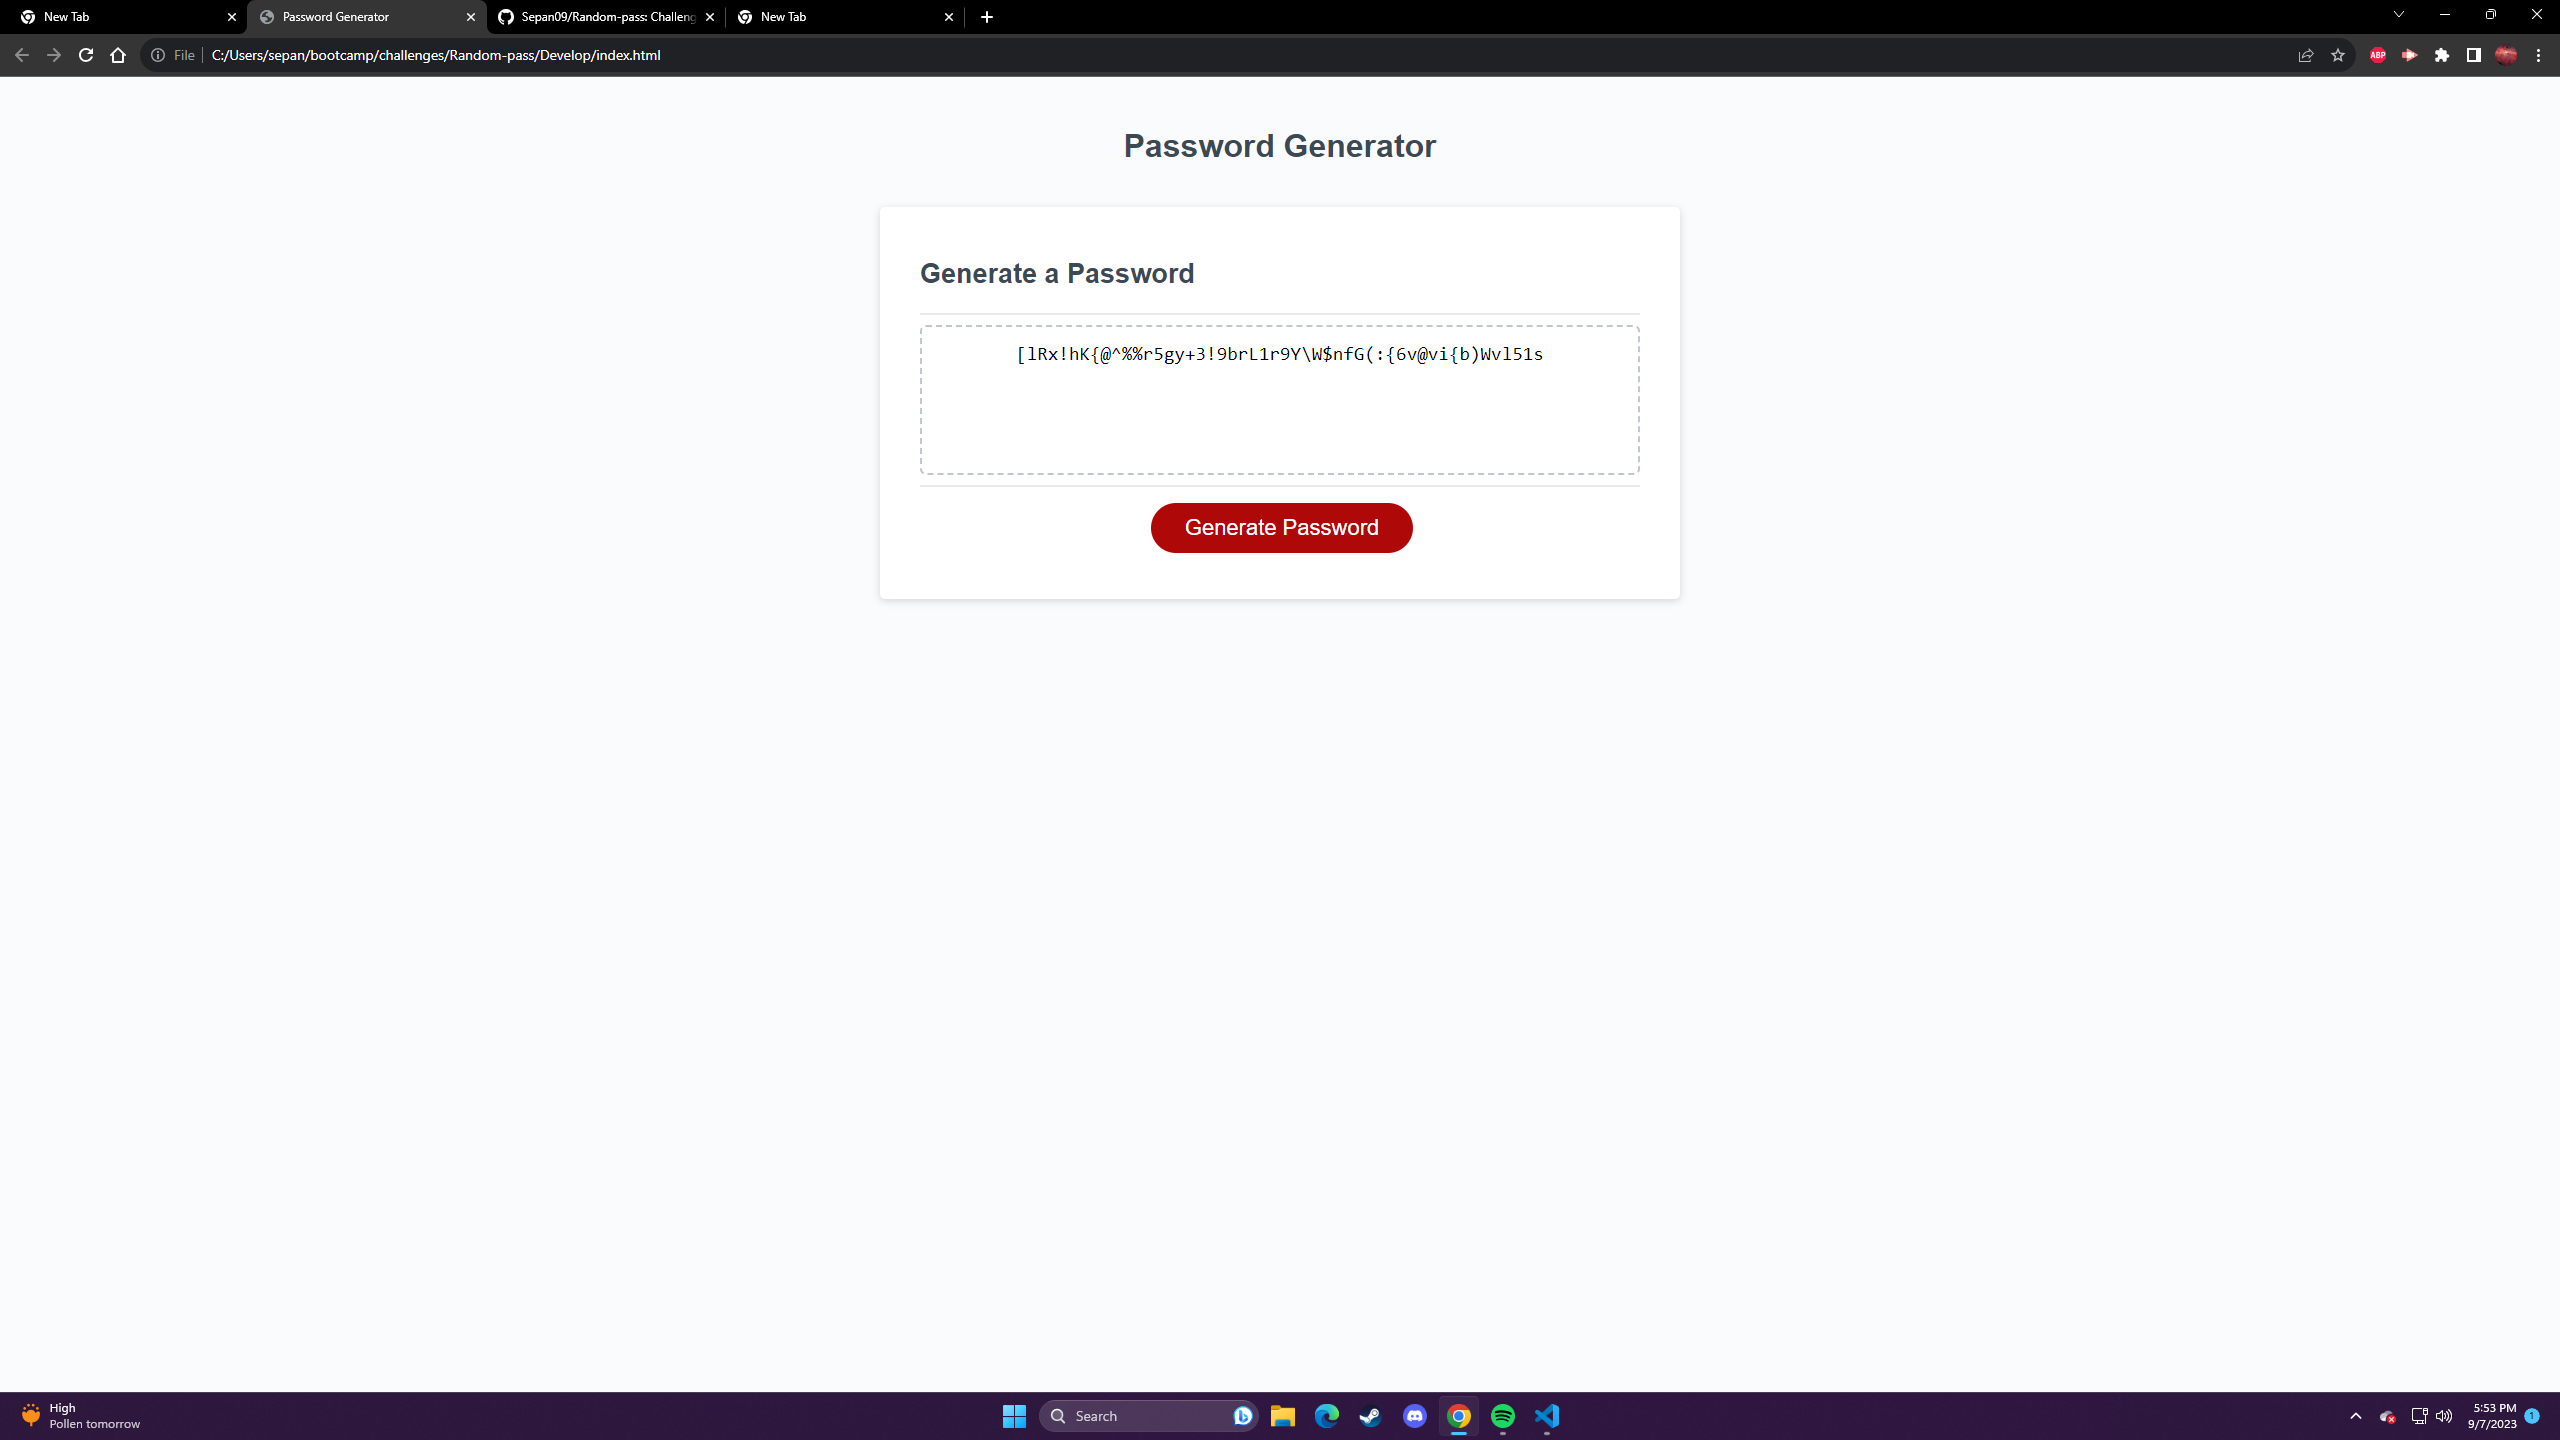 New Tab
Password Generator
Sepan09/Random-pass: Challeng
New Tab
File
C:/Users/sepan/bootcamp/challenges/Random-pass/Develop/index.html
ABP
Password Generator
Generate a Password
[lRx!hK{@^%%r5gy+3!9brL1r9Y\W$nfG(:{6v@vi{b)Wvl51s
Generate Password
High
Pollen tomorrow
Search
5:53 PM
9/7/2023
1